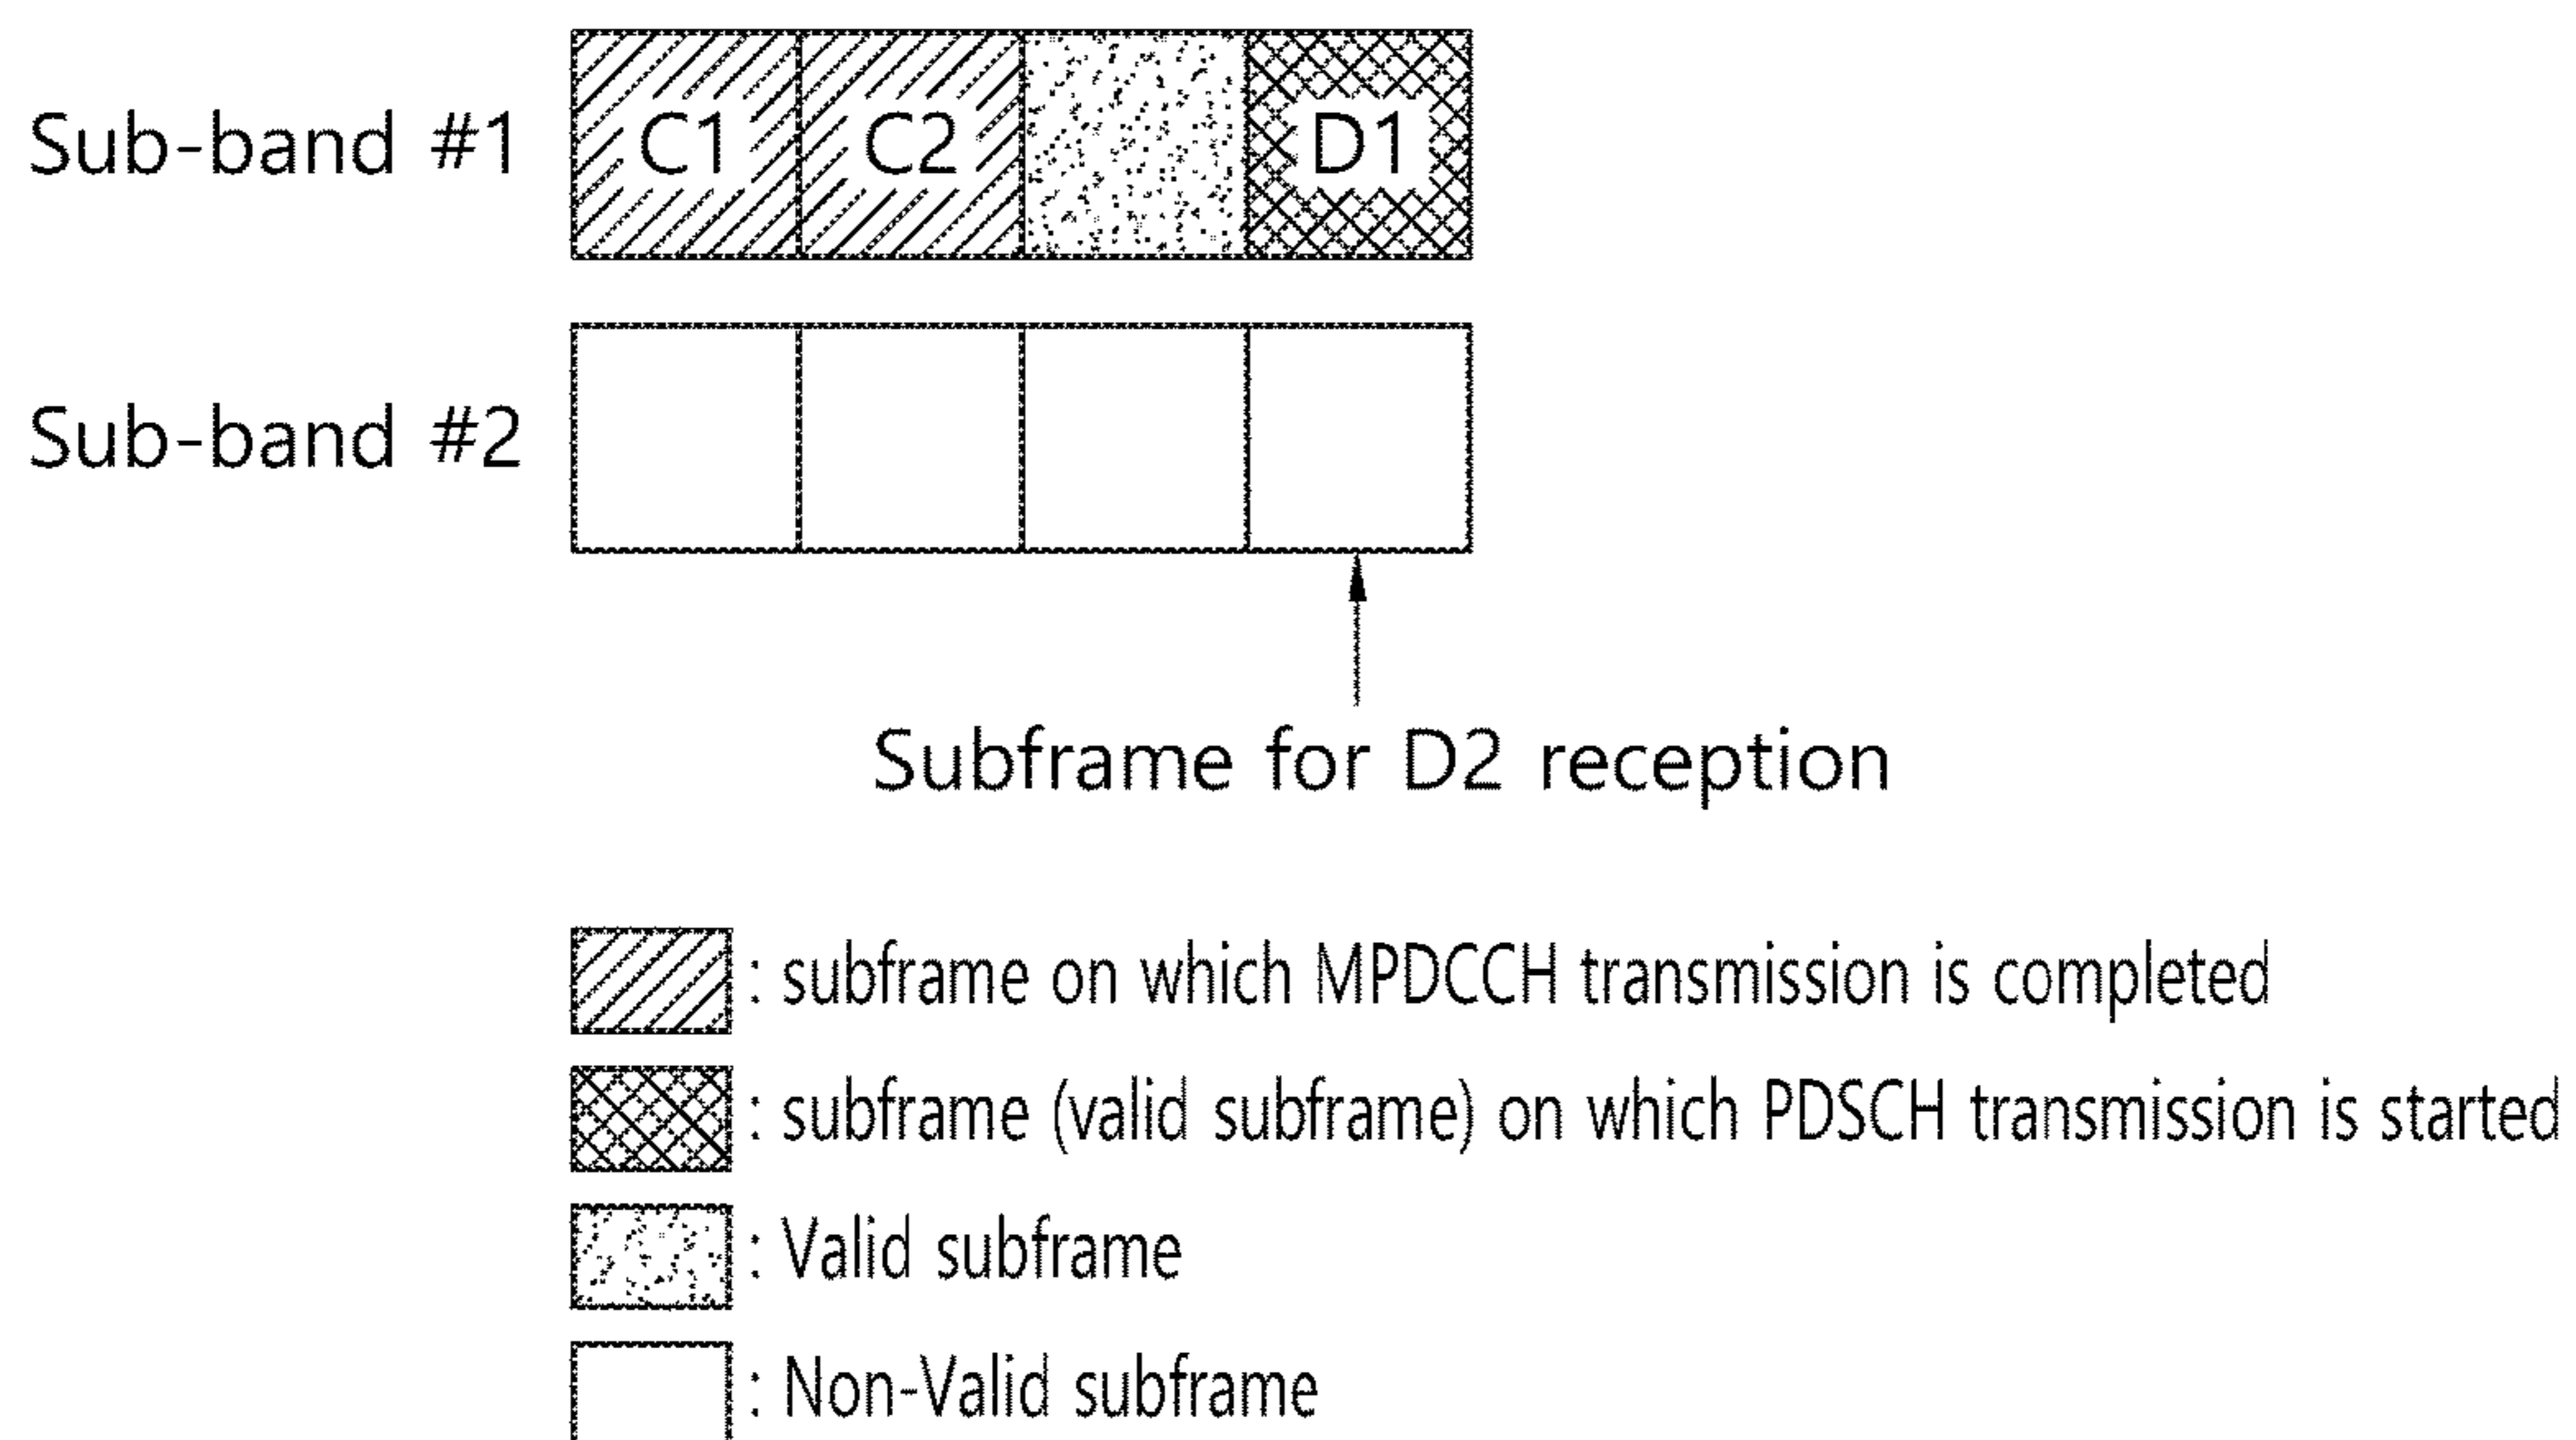 Sub-band #1 C1 C2 D1
Sub-band #2
Subframe for D2 reception
: subframe on which MPDCCH transmission is completed
: subframe (valid subframe) on which PDSCH transmission is started
: Valid subframe
: Non-Valid subframe